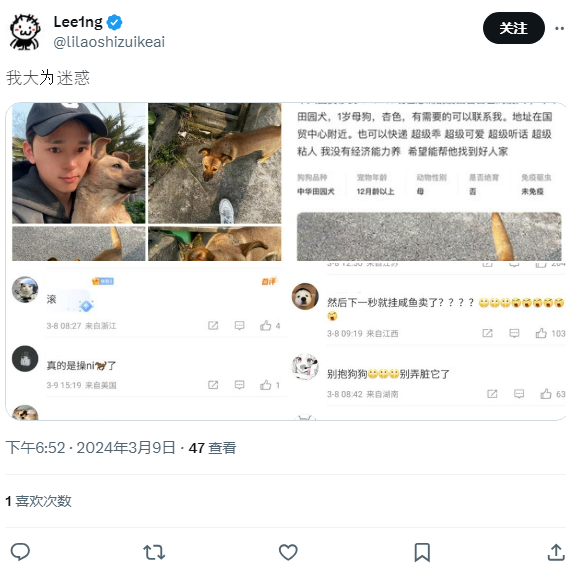 Lee1ng
@lilaoshizuikeai
关注
我大为迷惑
田园犬，1岁母狗，杏色，有需要的可以联系我。地址在国
贸中心附近。也可以快递 超级乖 超级可爱 超级听话 超级
粘人 我没有经济能力养 希望能帮他找到好人家
狗狗品种 宠物年龄 动物性别 是否绝育 免疫驱虫
中华田园犬 12月龄以上 母 否 未免疫
滚
3-8 08:27 来自浙江 4
真的是操ni🐎了
3-9 15:19 来自美国 1
3-8 12:50 来自江苏 204
然后下一秒就挂咸鱼卖了？？？？
3-8 09:19 来自江西 103
别抱狗狗 别弄脏它了
3-8 08:42 来自湖南 63
下午6:52 · 2024年3月9日 · 47 查看
1 喜欢次数